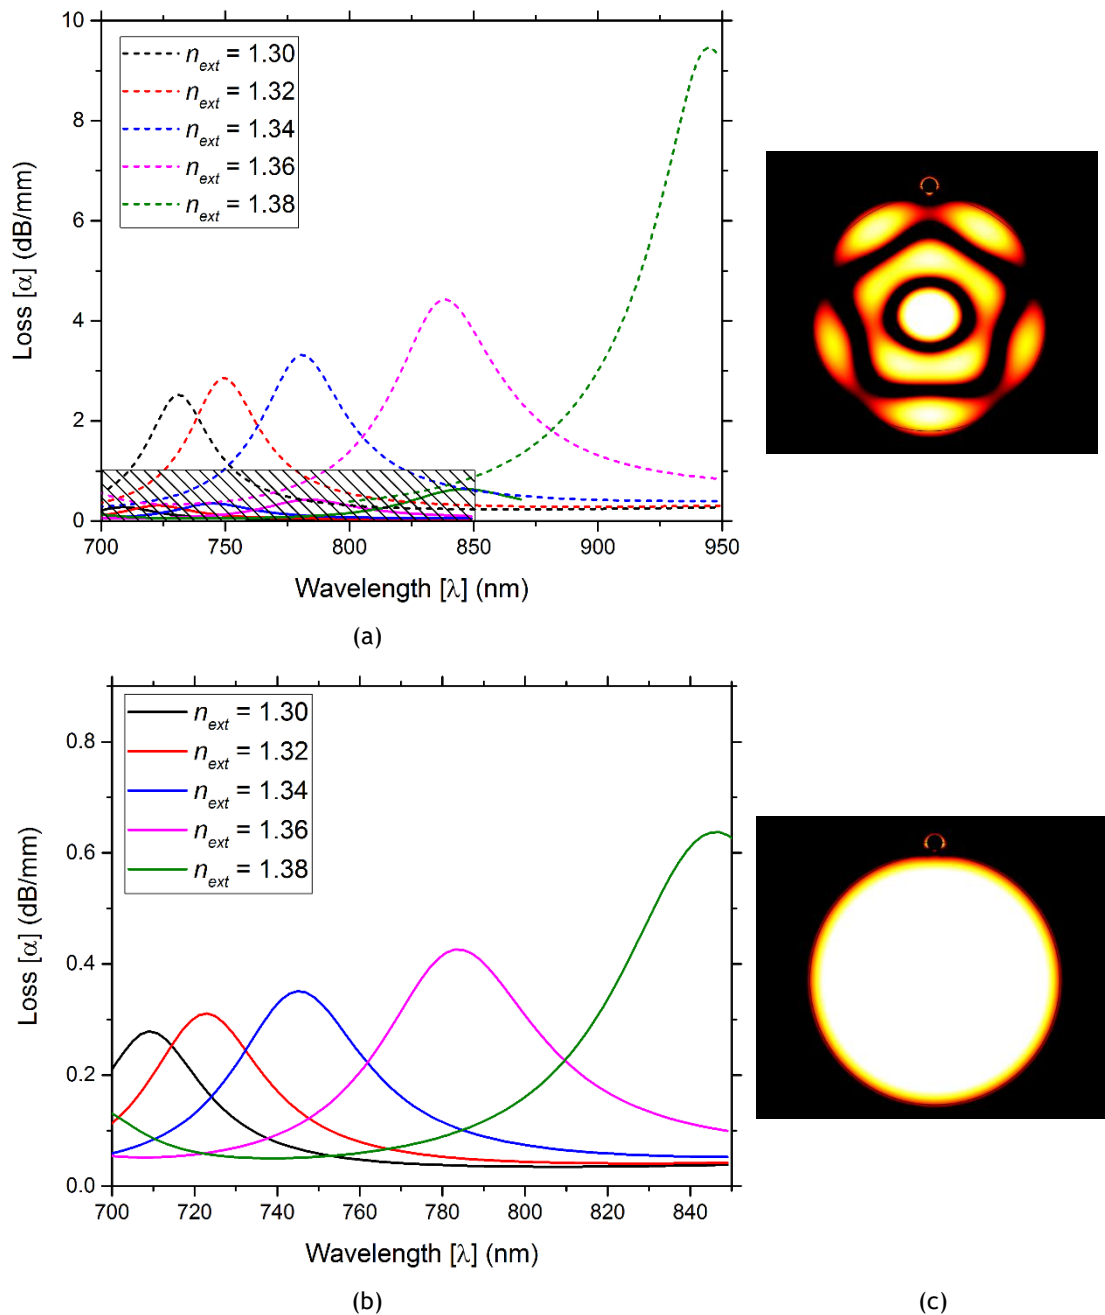 10
8
6
4
2
0
Loss [α] (dB/mm)
n_ext = 1.30
n_ext = 1.32
n_ext = 1.34
n_ext = 1.36
n_ext = 1.38
700 750 800 850 900 950
Wavelength [λ] (nm)
(a)
0.8
0.6
0.4
0.2
0.0
Loss [α] (dB/mm)
n_ext = 1.30
n_ext = 1.32
n_ext = 1.34
n_ext = 1.36
n_ext = 1.38
700 720 740 760 780 800 820 840
Wavelength [λ] (nm)
(b)
(c)